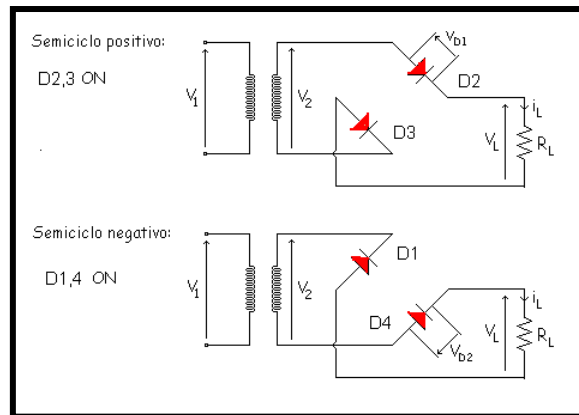 Semiciclo positivo:
D2,3 ON
V1
V2
VD1
D2
D3
VL
iL
RL
Semiciclo negativo:
D1,4 ON
V1
V2
D1
D4
VD2
VL
iL
RL